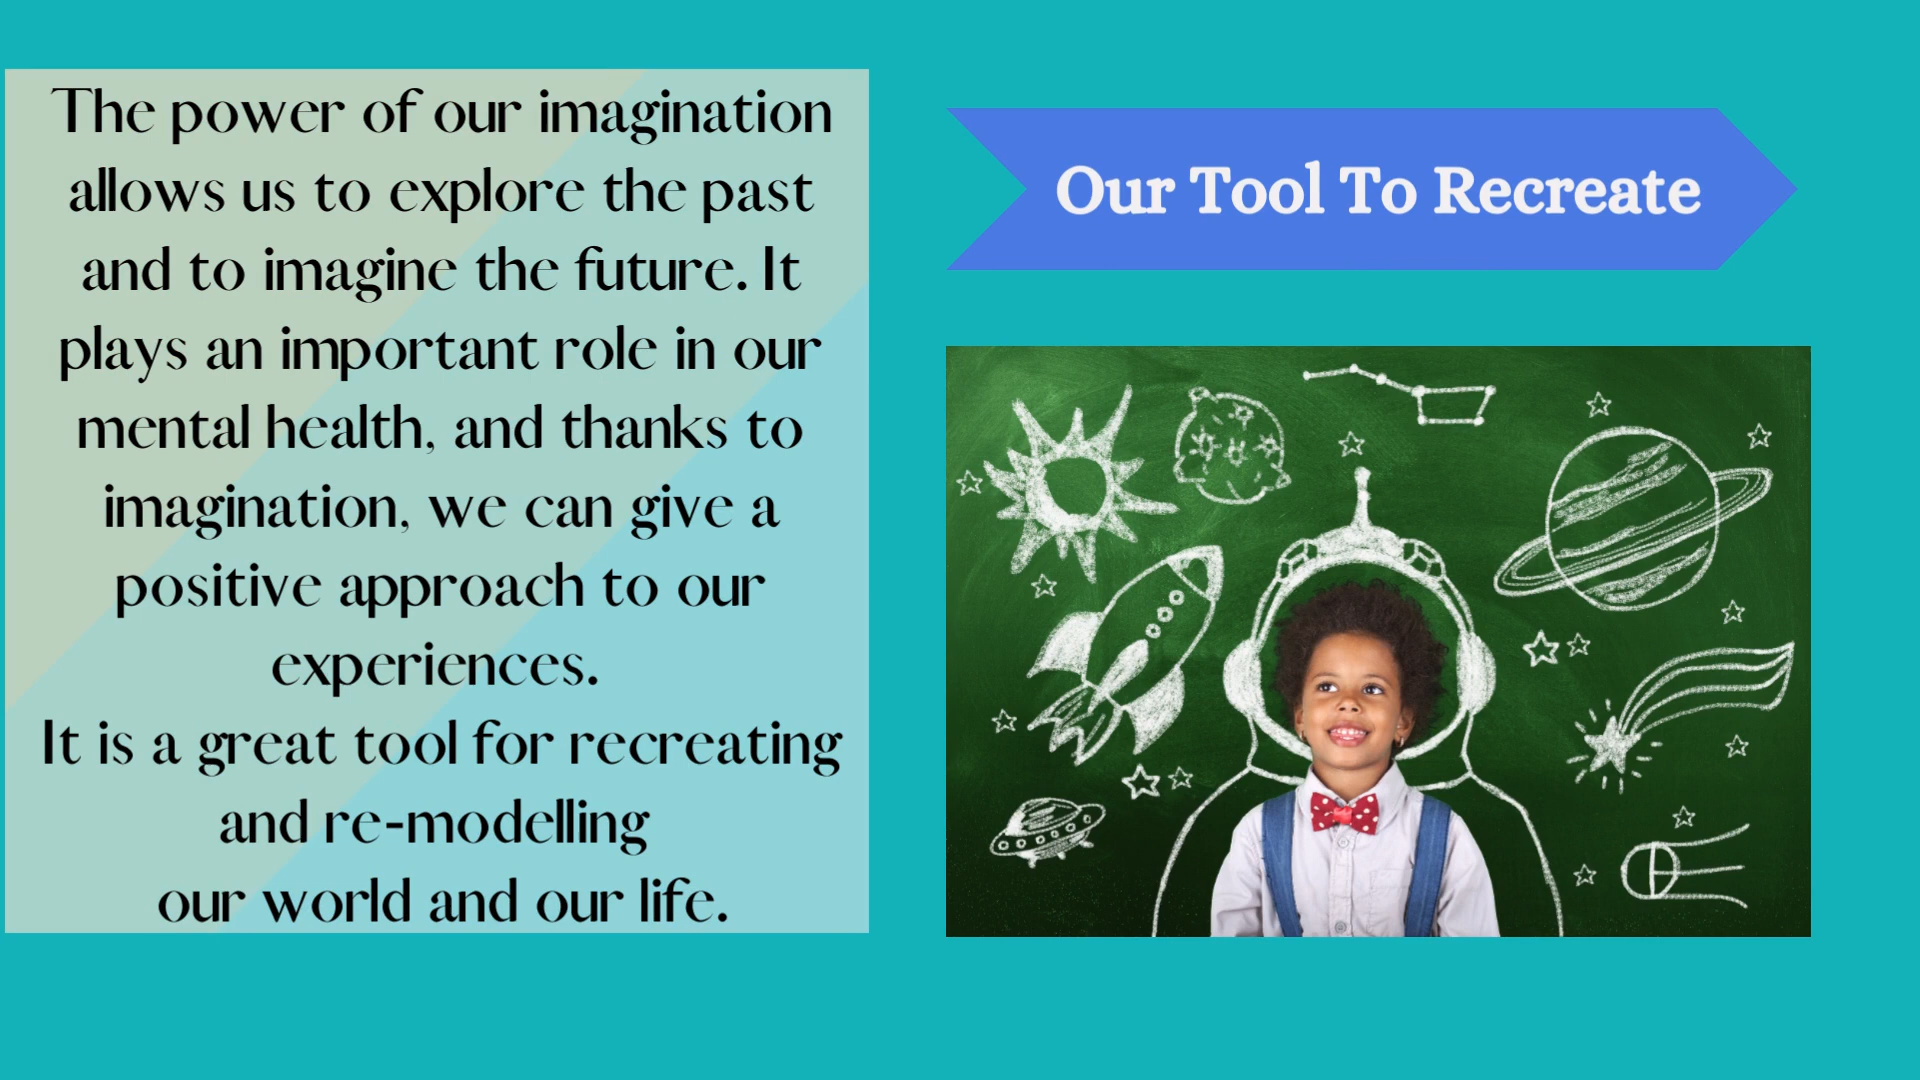 The power of our imagination
allows us to explore the past
and to imagine the future. It
plays an important role in our
mental health, and thanks to
imagination, we can give a
positive approach to our
experiences.
It is a great tool for recreating
and re-modelling
our world and our life.
Our Tool To Recreate